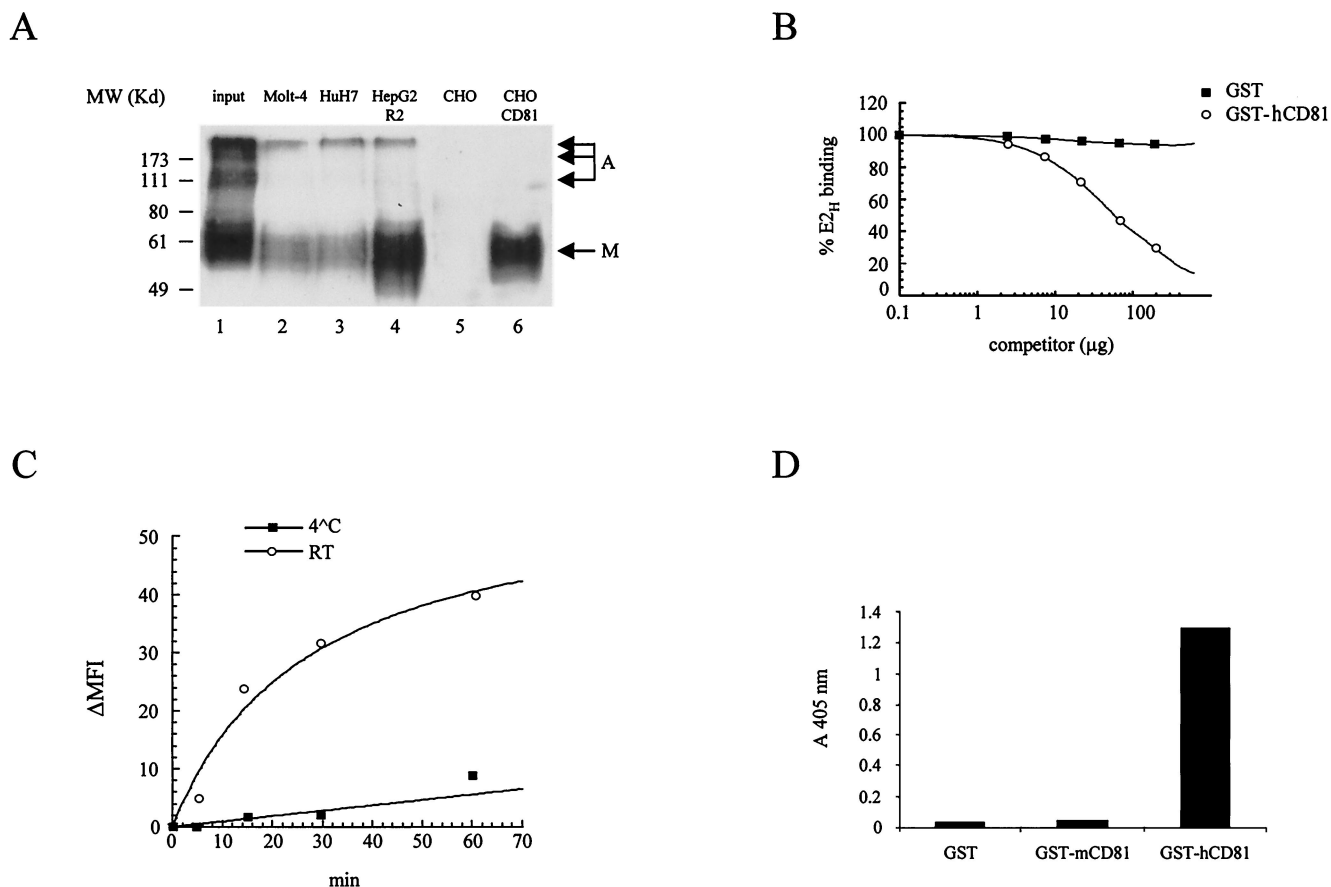 A
MW (Kd)
input Molt-4 HuH7 HepG2 R2 CHO CHO CD81
173
111
80
61
49
A
M
1 2 3 4 5 6
B
GST
GST-hCD81
% E2H binding
120
100
80
60
40
20
0
0.1 1 10 100
competitor (µg)
C
4^C
RT
ΔMFI
50
40
30
20
10
0
0 10 20 30 40 50 60 70
min
D
A 405 nm
1.4
1.2
1
0.8
0.6
0.4
0.2
0
GST GST-mCD81 GST-hCD81